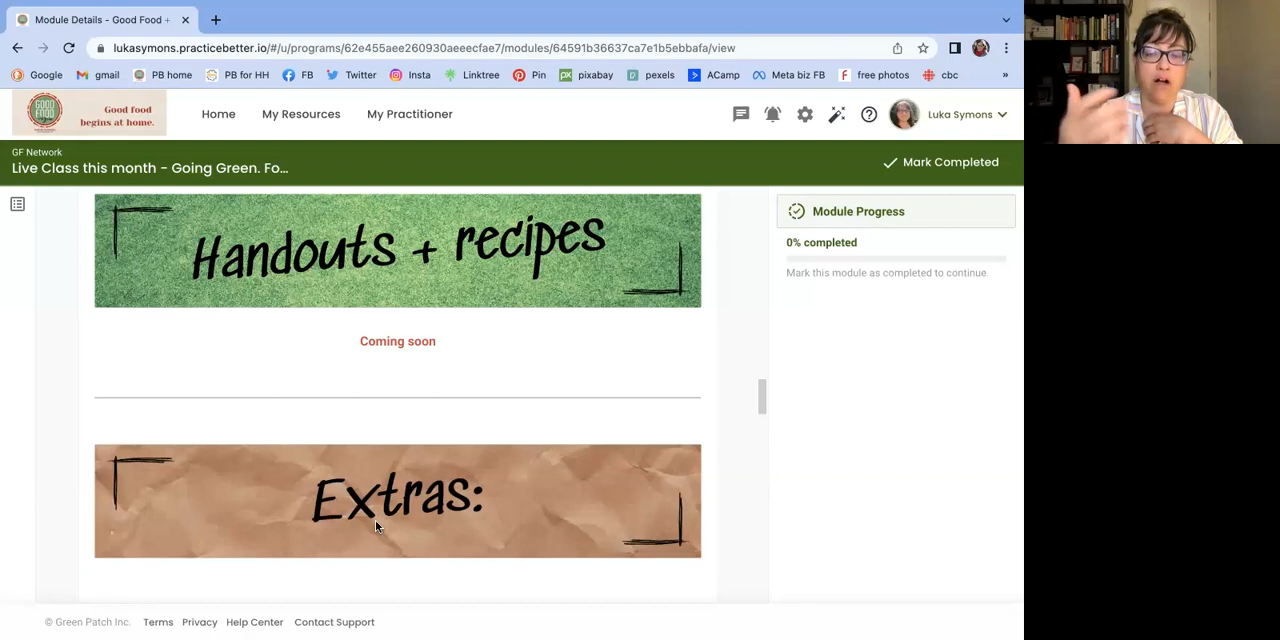 Module Details - Good Food +
lukasymons.practicebetter.io/#/u/programs/62e455aee260930aeeecfae7/modules/64591b36637ca7e1b5ebbafa/view
Google gmail PB home PB for HH FB Twitter Insta Linktree Pin pixabay pexels ACamp Meta biz FB free photos cbc »
GOOD FOOD
Good food
begins at home.
Home My Resources My Practitioner Luka Symons
GF Network
Live Class this month - Going Green. Fo...
Mark Completed
Handouts + recipes
Module Progress
0% completed
Mark this module as completed to continue.
Coming soon
Extras:
© Green Patch Inc. Terms Privacy Help Center Contact Support